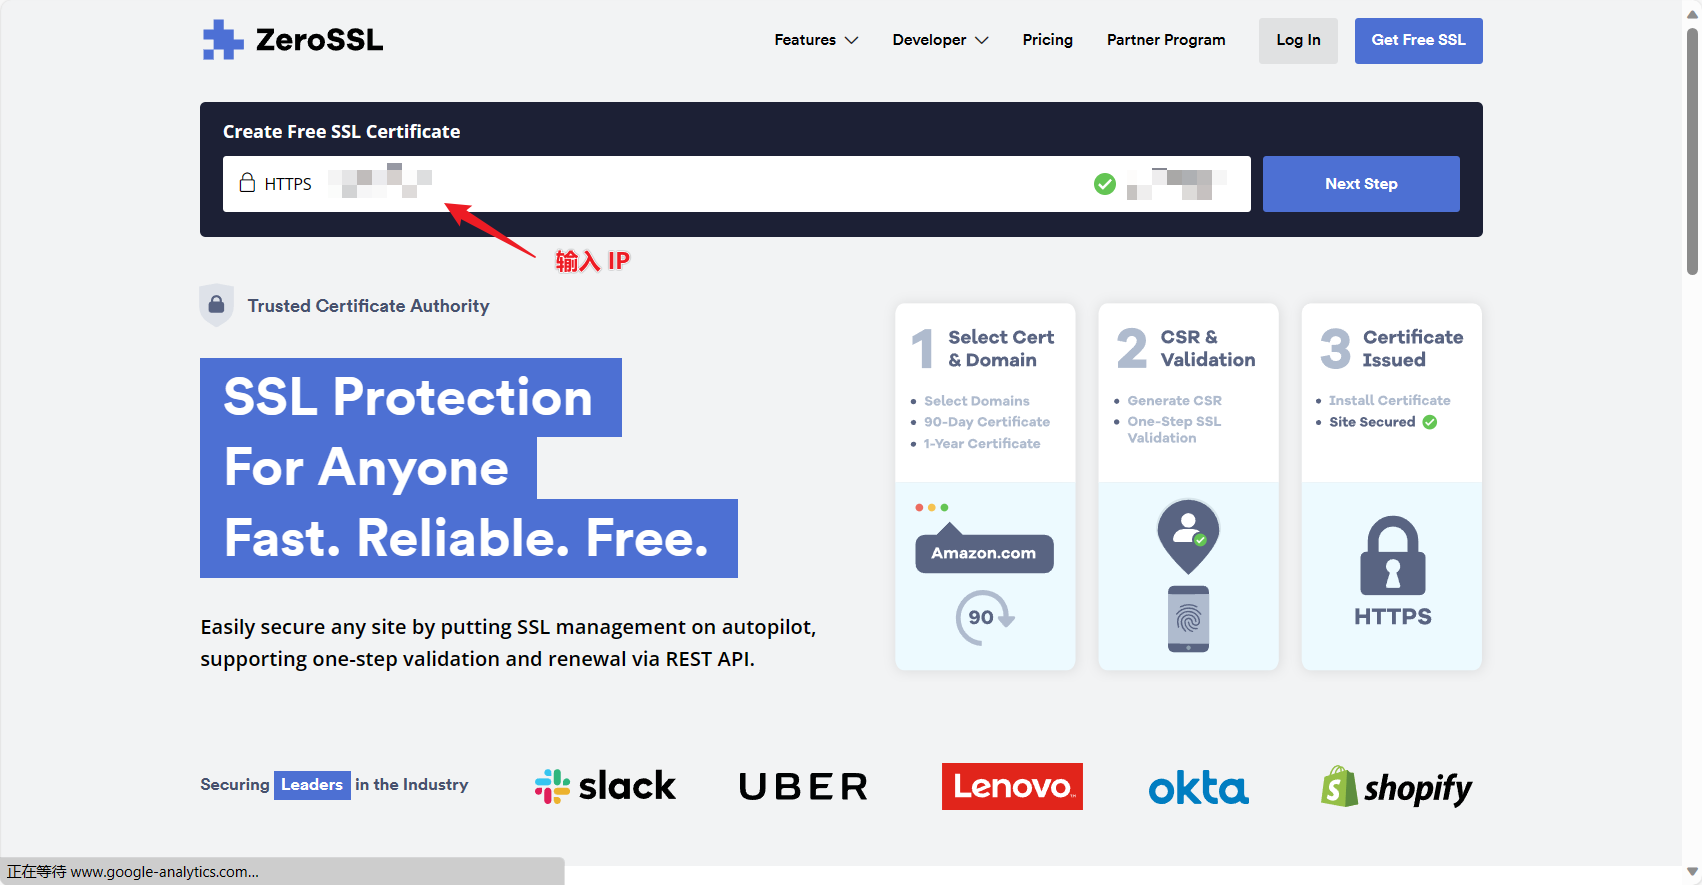 ZeroSSL
Features
Developer
Pricing
Partner Program
Log In
Get Free SSL
Create Free SSL Certificate
HTTPS
Next Step
输入 IP
Trusted Certificate Authority
SSL Protection
For Anyone
Fast. Reliable. Free.
Easily secure any site by putting SSL management on autopilot,
supporting one-step validation and renewal via REST API.
1
Select Cert
& Domain
Select Domains
90-Day Certificate
1-Year Certificate
Amazon.com
90
2
CSR &
Validation
Generate CSR
One-Step SSL
Validation
3
Certificate
Issued
Install Certificate
Site Secured
HTTPS
Securing Leaders in the Industry
slack
UBER
Lenovo
okta
shopify
正在等待 www.google-analytics.com...